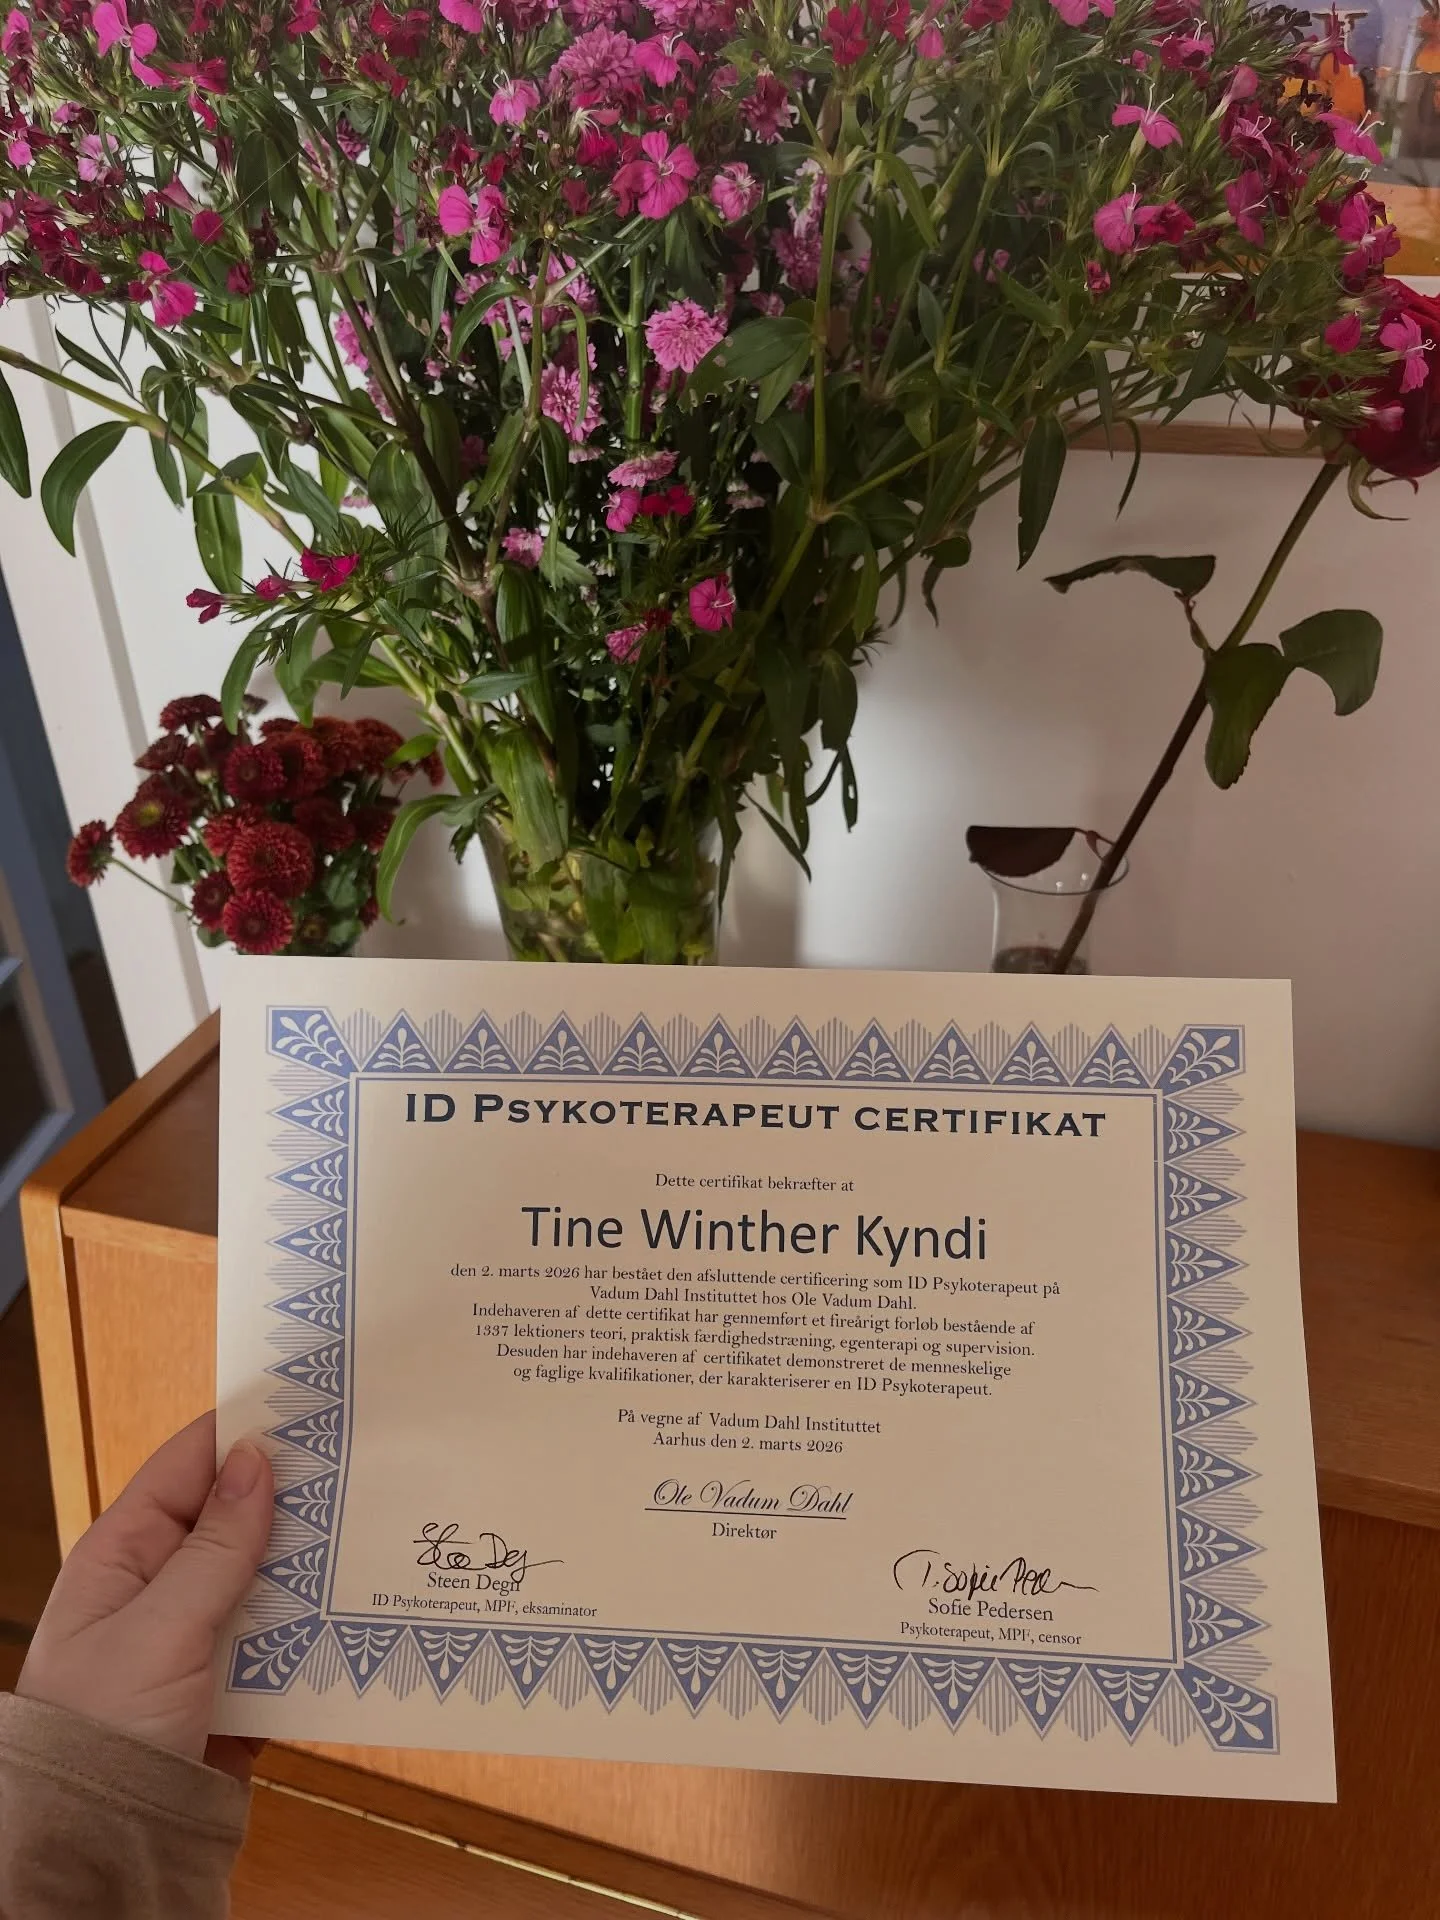 ID PSYKOTERAPEUT CERTIFIKAT
Dette certifikat bekræfter at
Tine Winther Kyndi
den 2. marts 2026 har bestået den afsluttende certificering som ID Psykoterapeut på
Vadum Dahl Instituttet hos Ole Vadum Dahl.
Indehaveren af dette certifikat har gennemført et fireårigt forløb bestående af
1337 lektioners teori, praktisk færdighedstræning, egenterapi og supervision.
Desuden har indehaveren af certifikatet demonstreret de menneskelige
og faglige kvalifikationer, der karakteriserer en ID Psykoterapeut.
På vegne af Vadum Dahl Instituttet
Aarhus den 2. marts 2026
Ole Vadum Dahl
Direktør
Steen Degn
ID Psykoterapeut, MPF, eksaminator
Sofie Pedersen
Psykoterapeut, MPF, censor